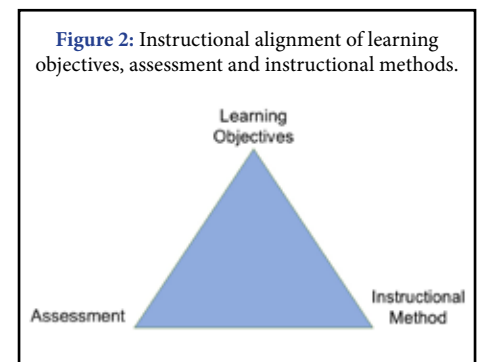 Figure 2: Instructional alignment of learning
objectives, assessment and instructional methods.
Learning
Objectives
Assessment
Instructional
Method